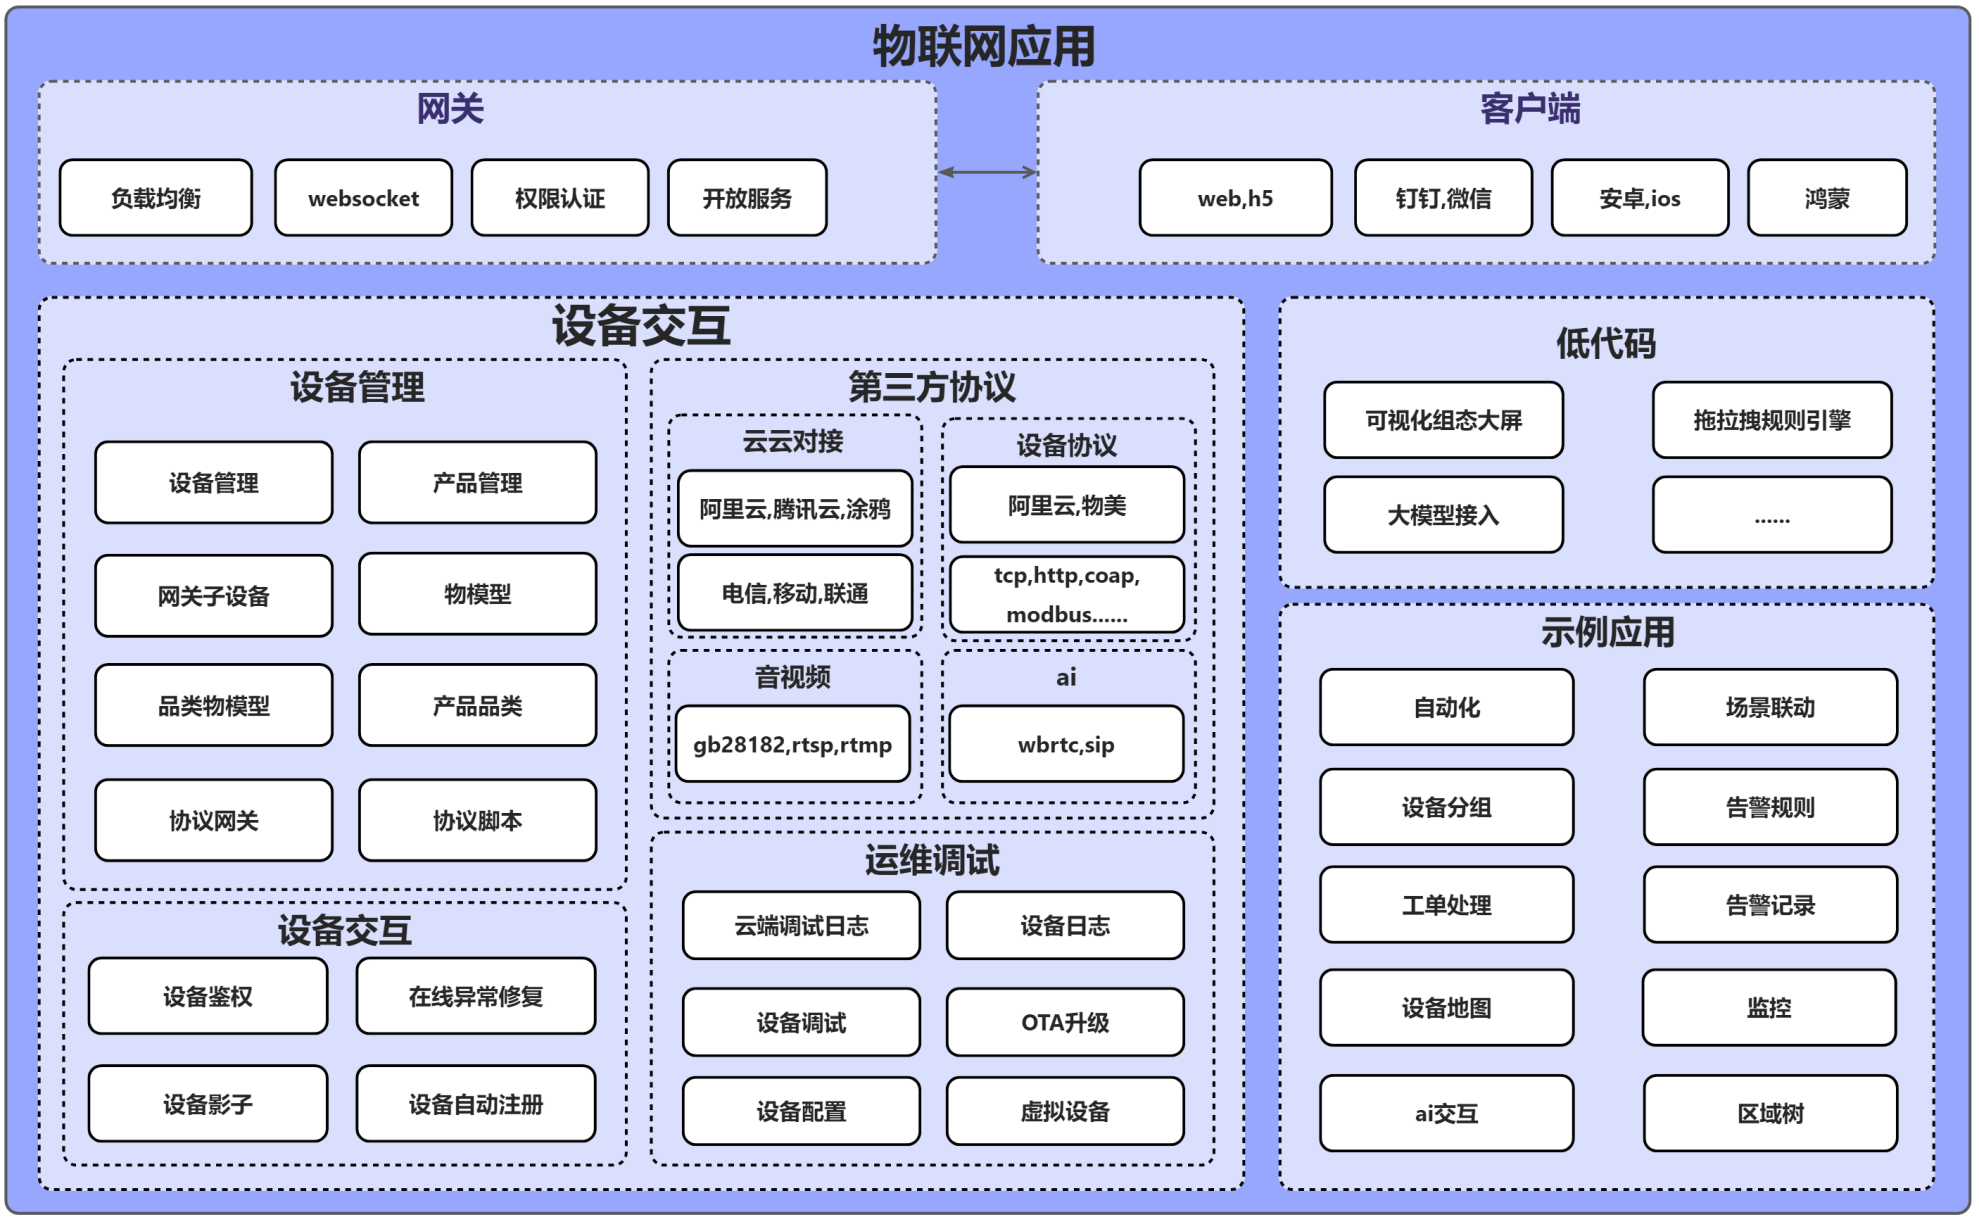 物联网应用
网关
负载均衡
websocket
权限认证
开放服务
客户端
web,h5
钉钉,微信
安卓,ios
鸿蒙
设备交互
设备管理
设备管理
产品管理
网关子设备
物模型
品类物模型
产品品类
协议网关
协议脚本
设备交互
设备鉴权
在线异常修复
设备影子
设备自动注册
第三方协议
云云对接
阿里云,腾讯云,涂鸦
电信,移动,联通
设备协议
阿里云,物美
tcp,http,coap,
modbus......
音视频
gb28182,rtsp,rtmp
ai
wbrtc,sip
运维调试
云端调试日志
设备日志
设备调试
OTA升级
设备配置
虚拟设备
低代码
可视化组态大屏
拖拉拽规则引擎
大模型接入
......
示例应用
自动化
场景联动
设备分组
告警规则
工单处理
告警记录
设备地图
监控
ai交互
区域树